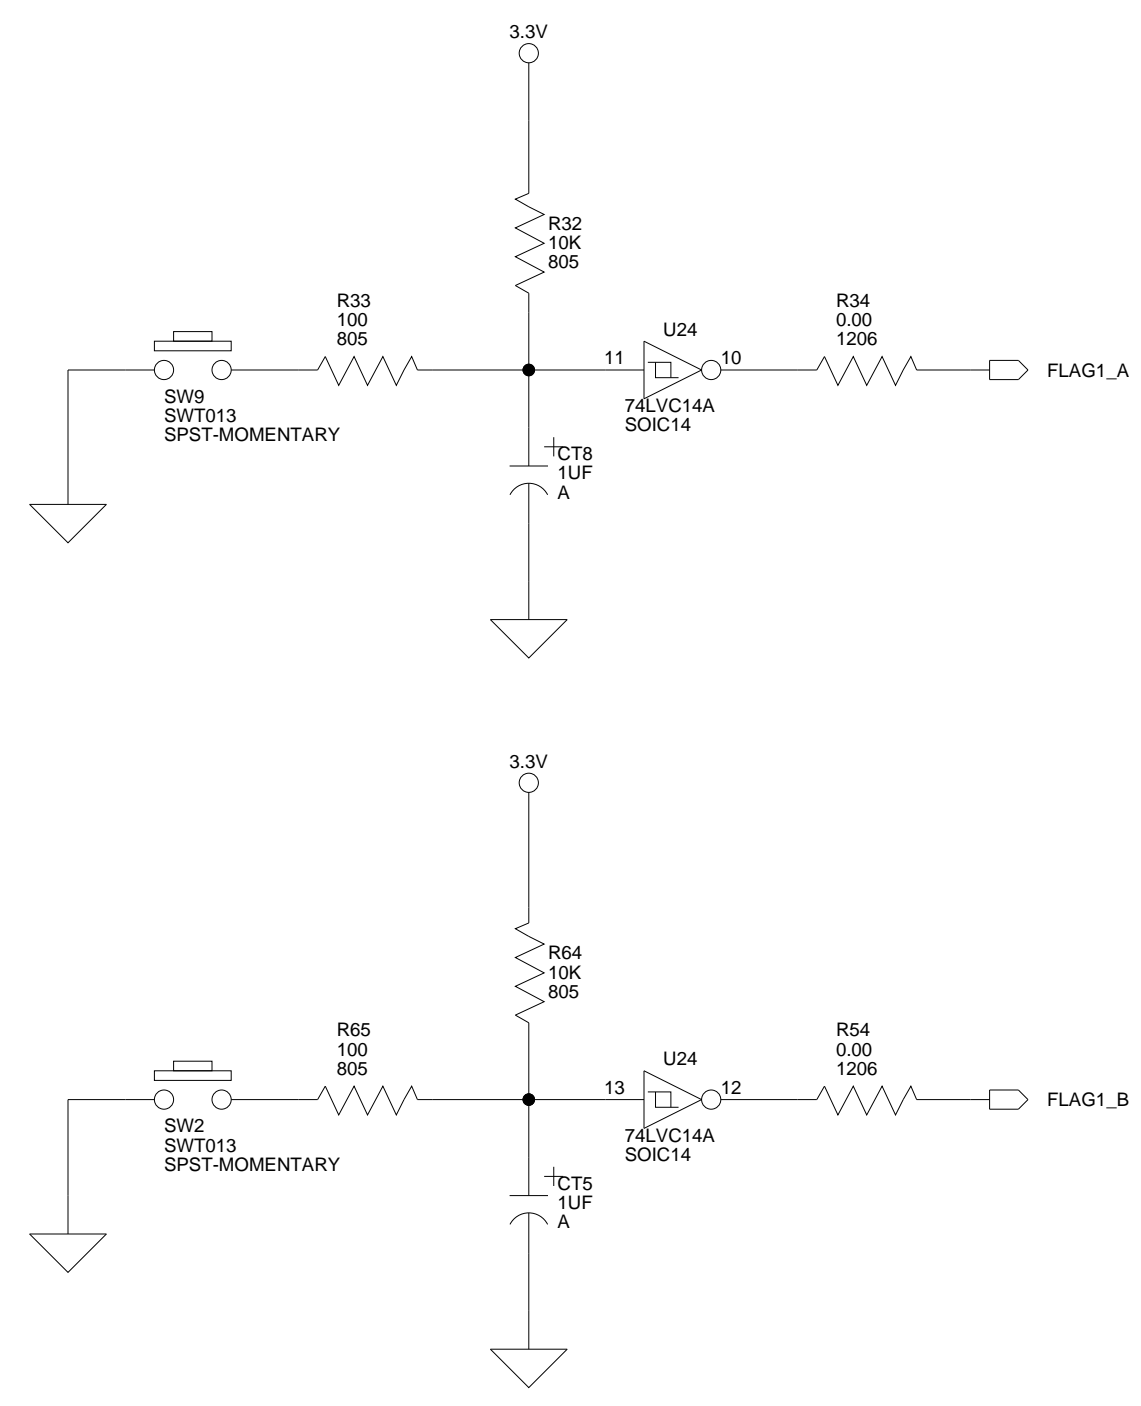 3.3V
R32
10K
805
R33
100
805
R34
0.00
1206
U24
11
10
FLAG1_A
74LVC14A
SOIC14
SW9
SWT013
SPST-MOMENTARY
+
CT8
1UF
A
3.3V
R64
10K
805
R65
100
805
R54
0.00
1206
U24
13
12
FLAG1_B
74LVC14A
SOIC14
SW2
SWT013
SPST-MOMENTARY
+
CT5
1UF
A